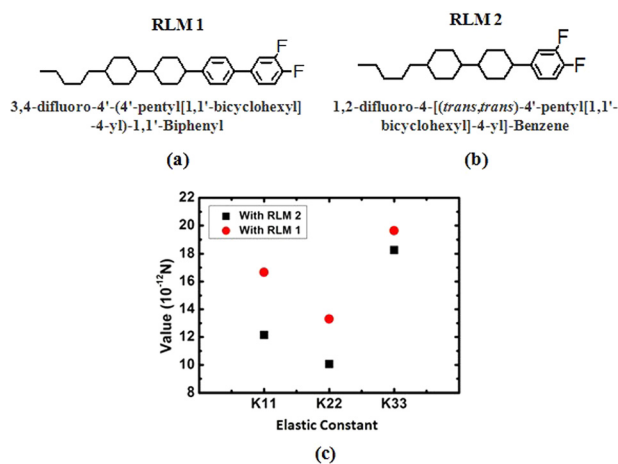 RLM 1
F
F
3,4-difluoro-4'-(4'-pentyl[1,1'-bicyclohexyl]
-4-yl)-1,1'-Biphenyl
(a)
RLM 2
F
F
1,2-difluoro-4-[(trans,trans)-4'-pentyl[1,1'-
bicyclohexyl]-4-yl]-Benzene
(b)
Value (10-12N)
22
20
18
16
14
12
10
8
With RLM 2
With RLM 1
K11 K22 K33
Elastic Constant
(c)